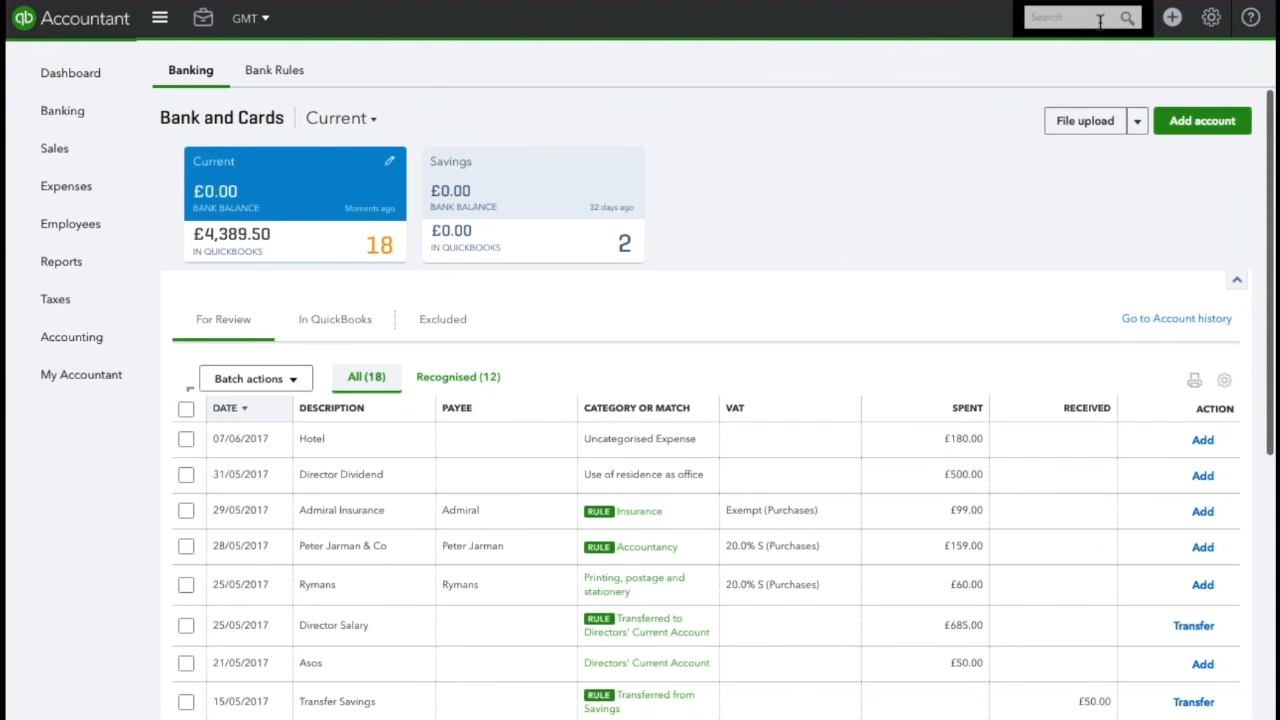 qb Accountant
GMT
Search
Dashboard
Banking
Sales
Expenses
Employees
Reports
Taxes
Accounting
My Accountant
Banking Bank Rules
Bank and Cards Current
File upload Add account
Current
£0.00
BANK BALANCE Moments ago
£4,389.50
IN QUICKBOOKS
18
Savings
£0.00
BANK BALANCE 32 days ago
£0.00
IN QUICKBOOKS
2
For Review In QuickBooks Excluded Go to Account history
Batch actions All (18) Recognised (12)
DATE DESCRIPTION PAYEE CATEGORY OR MATCH VAT SPENT RECEIVED ACTION
07/06/2017 Hotel Uncategorised Expense £180.00 Add
31/05/2017 Director Dividend Use of residence as office £500.00 Add
29/05/2017 Admiral Insurance Admiral RULE Insurance Exempt (Purchases) £99.00 Add
28/05/2017 Peter Jarman & Co Peter Jarman RULE Accountancy 20.0% S (Purchases) £159.00 Add
25/05/2017 Rymans Rymans Printing, postage and
stationery 20.0% S (Purchases) £60.00 Add
25/05/2017 Director Salary RULE Transferred to
Directors' Current Account £685.00 Transfer
21/05/2017 Asos Directors' Current Account £50.00 Add
15/05/2017 Transfer Savings RULE Transferred from
Savings £50.00 Transfer